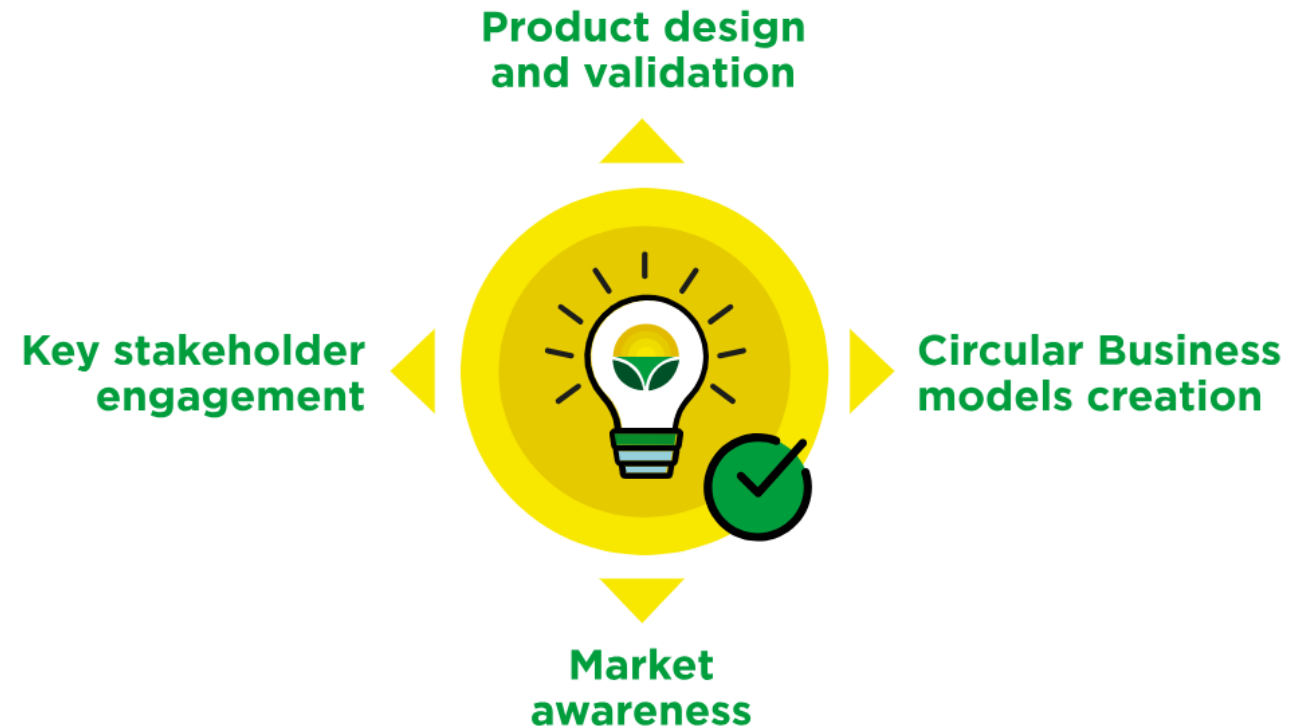 Product design
and validation
Key stakeholder
engagement
Circular Business
models creation
Market
awareness